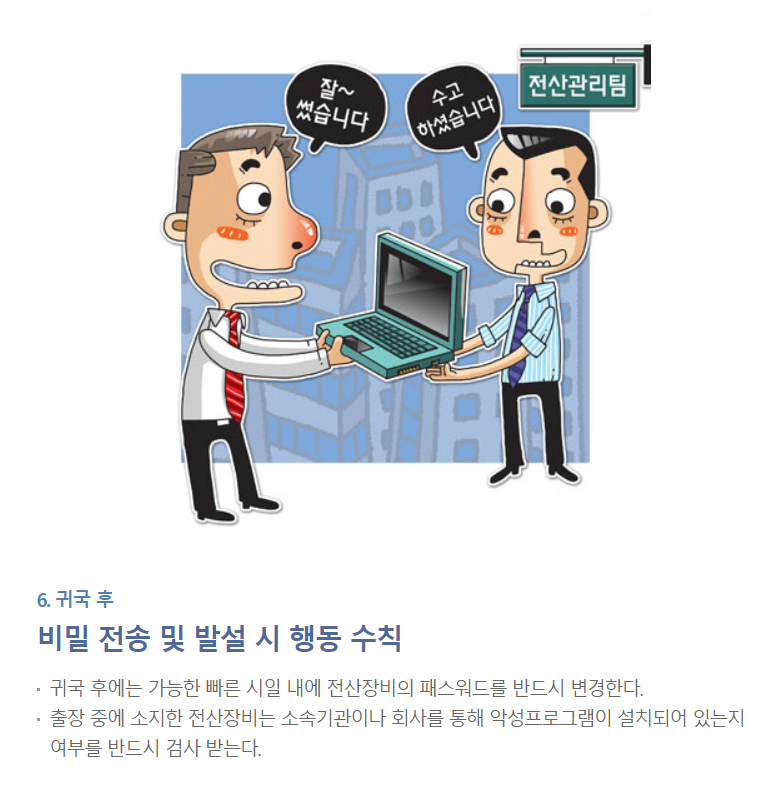 전산관리팀
잘~
썼습니다
수고
하셨습니다
6. 귀국 후
비밀 전송 및 발설 시 행동 수칙
· 귀국 후에는 가능한 빠른 시일 내에 전산장비의 패스워드를 반드시 변경한다.
· 출장 중에 소지한 전산장비는 소속기관이나 회사를 통해 악성프로그램이 설치되어 있는지
여부를 반드시 검사 받는다.